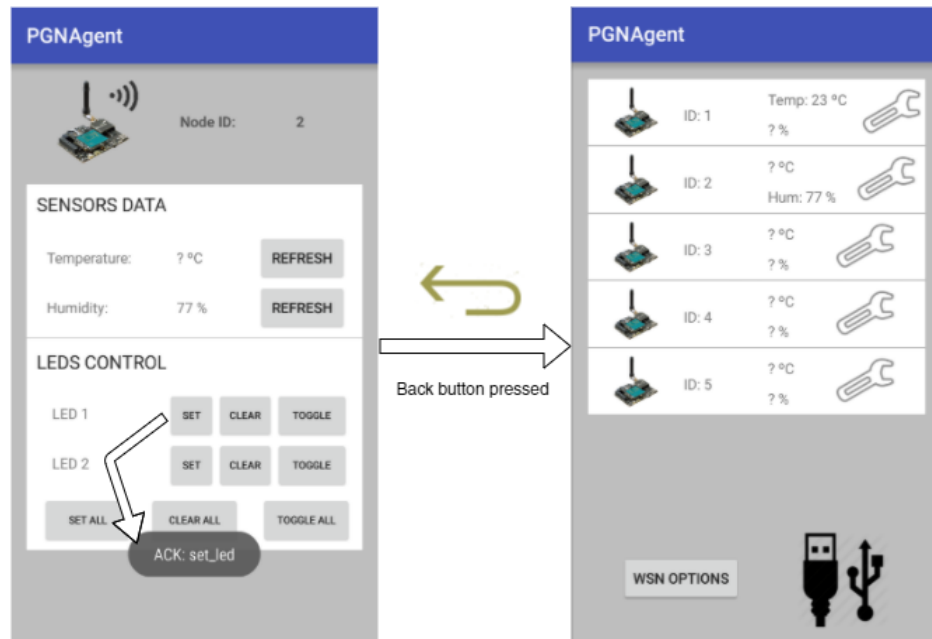 PGNAgent
Node ID: 2
SENSORS DATA
Temperature: ? ºC REFRESH
Humidity: 77 % REFRESH
LEDS CONTROL
LED 1 SET CLEAR TOGGLE
LED 2 SET CLEAR TOGGLE
SET ALL CLEAR ALL TOGGLE ALL
ACK: set_led
Back button pressed
PGNAgent
ID: 1 Temp: 23 ºC
? %
ID: 2 ? ºC
Hum: 77 %
ID: 3 ? ºC
? %
ID: 4 ? ºC
? %
ID: 5 ? ºC
? %
WSN OPTIONS